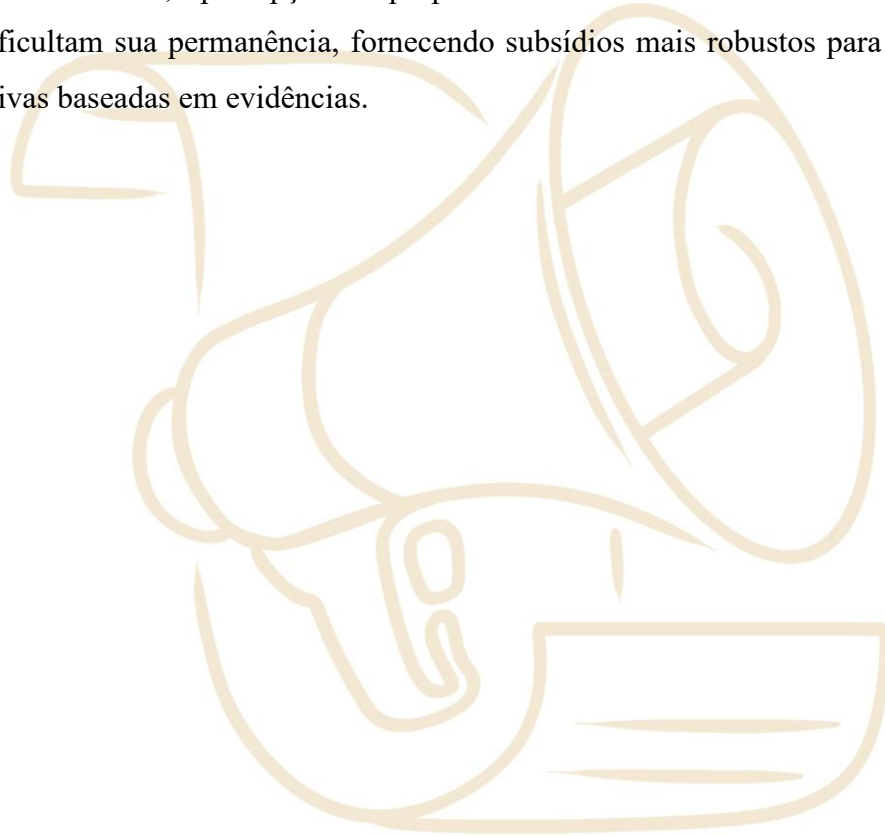 ficultam sua permanência, fornecendo subsídios mais robustos para
ivas baseadas em evidências.